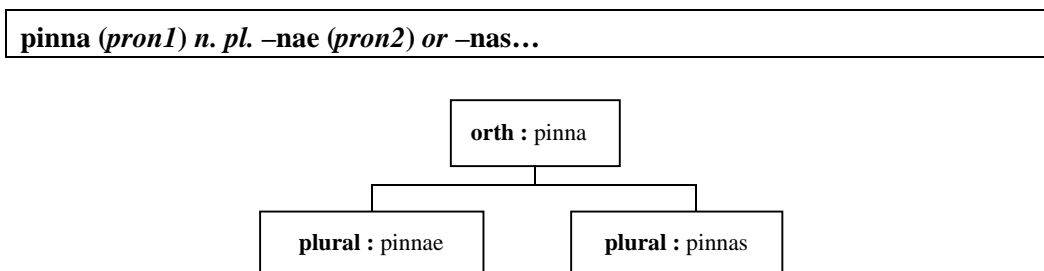 pinna (pron1) n. pl. –nae (pron2) or –nas…
orth : pinna
plural : pinnae
plural : pinnas